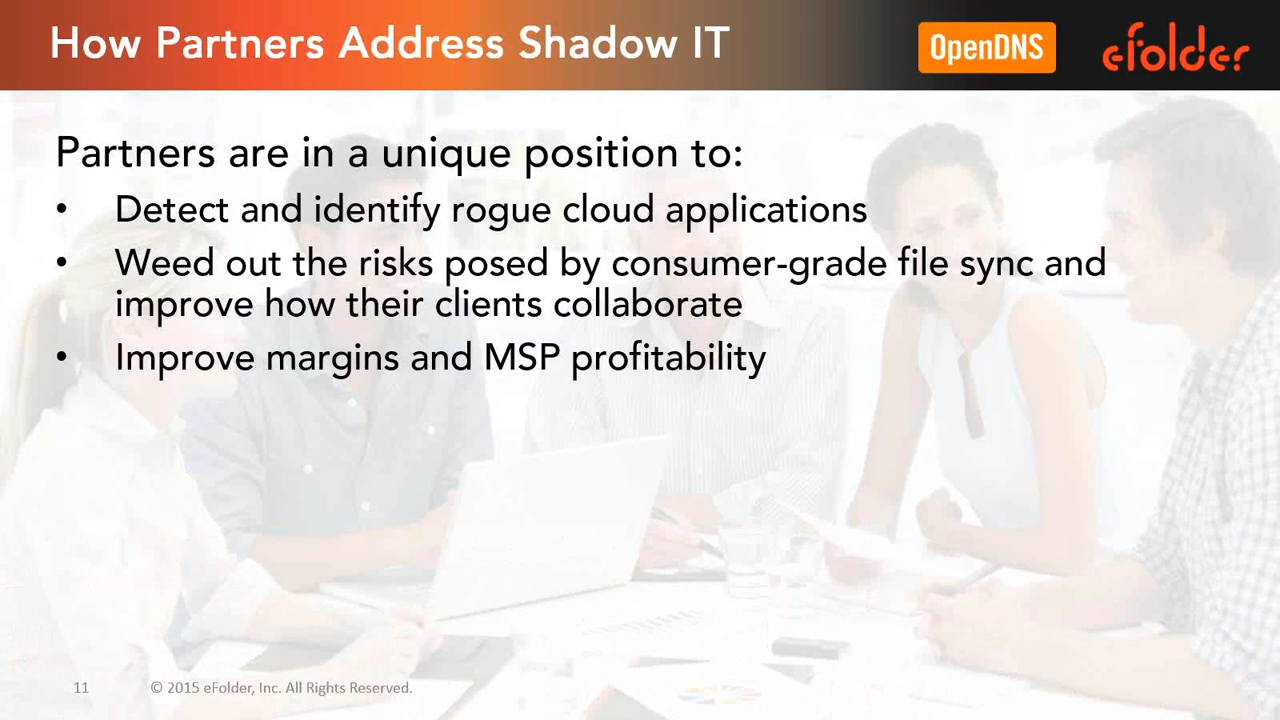 How Partners Address Shadow IT
OpenDNS
eFolder
Partners are in a unique position to:
• Detect and identify rogue cloud applications
• Weed out the risks posed by consumer-grade file sync and
improve how their clients collaborate
• Improve margins and MSP profitability
11
© 2015 eFolder, Inc. All Rights Reserved.